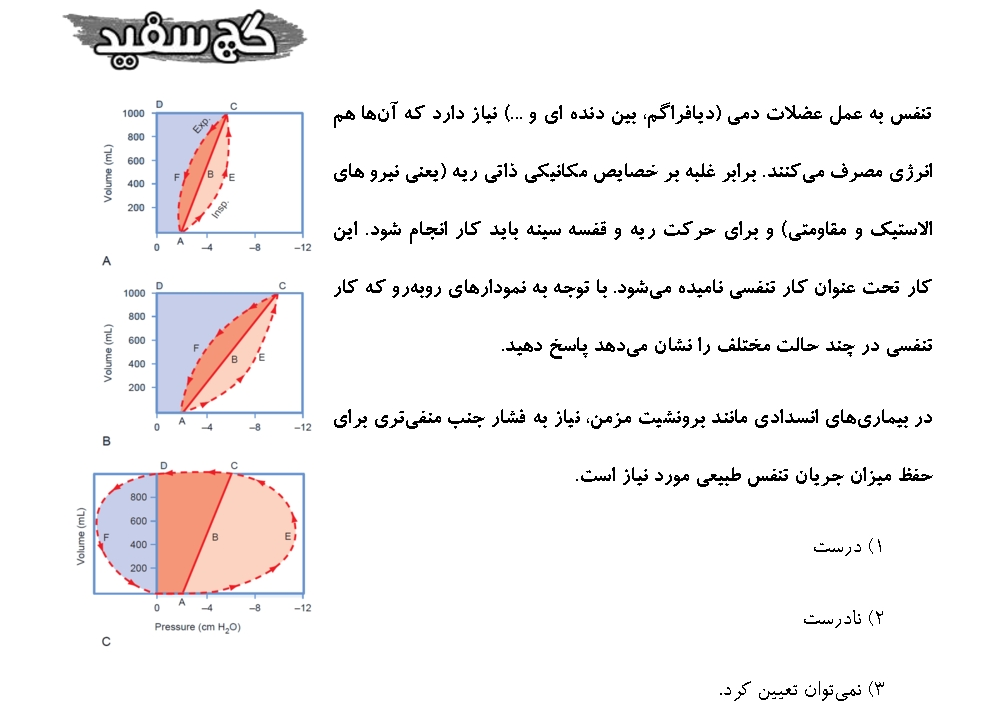 گچ سفید
تنفس به عمل عضلات دمی (دیافراگم، بین دنده ای و ...) نیاز دارد که آن‌ها هم
انرژی مصرف می‌کنند. برابر غلبه بر خصایص مکانیکی ذاتی ریه (یعنی نیرو های
الاستیک و مقاومتی) و برای حرکت ریه و قفسه سینه باید کار انجام شود. این
کار تحت عنوان کار تنفسی نامیده می‌شود. با توجه به نمودارهای روبه‌رو که کار
تنفسی در چند حالت مختلف را نشان می‌دهد پاسخ دهید.
در بیماری‌های انسدادی مانند برونشیت مزمن، نیاز به فشار جنب منفی‌تری برای
حفظ میزان جریان تنفس طبیعی مورد نیاز است.
۱) درست
۲) نادرست
۳) نمی‌توان تعیین کرد.
D C
1000
800
600
400
200
Volume (mL)
Exp.
F B E
Insp.
A
0 –4 –8 –12
A
D C
1000
800
600
400
200
Volume (mL)
F B E
A
0 –4 –8 –12
B
D C
800
600
400
200
Volume (mL)
F B E
A
0 –4 –8 –12
Pressure (cm H₂O)
C